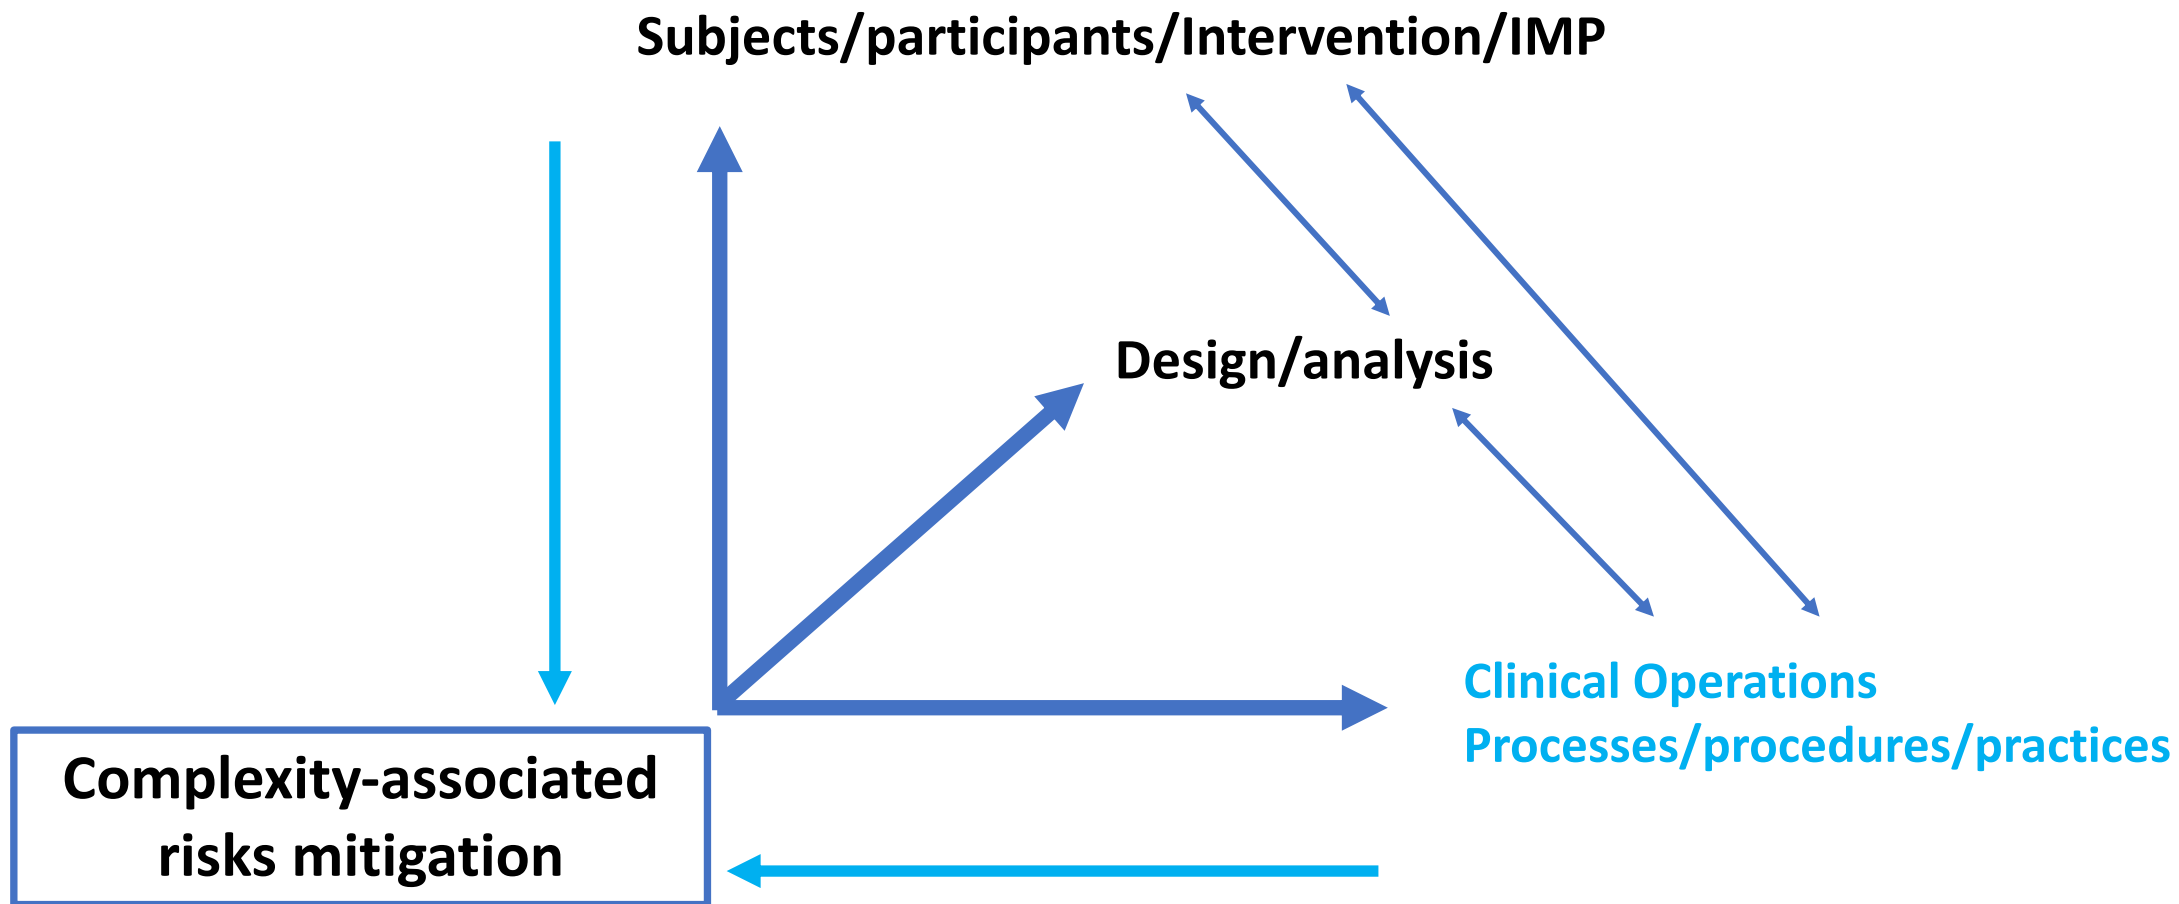 Subjects/participants/Intervention/IMP
Design/analysis
Clinical Operations
Processes/procedures/practices
Complexity-associated
risks mitigation